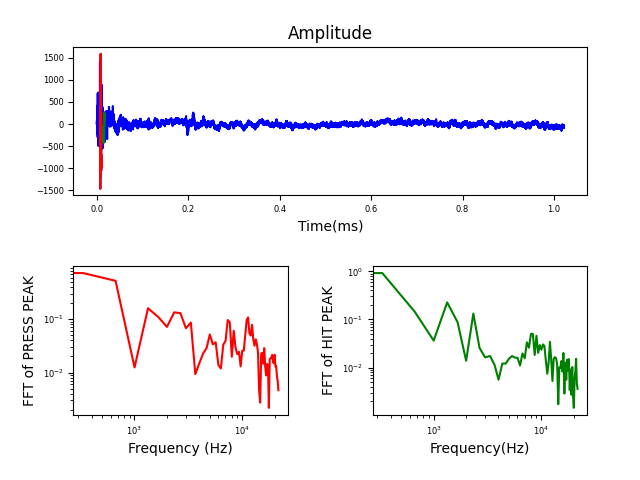 Amplitude
1500
1000
500
0
−500
−1000
−1500
0.0 0.2 0.4 0.6 0.8 1.0
Time(ms)
FFT of PRESS PEAK
10⁻¹
10⁻²
10³ 10⁴
Frequency (Hz)
FFT of HIT PEAK
10⁰
10⁻¹
10⁻²
10³ 10⁴
Frequency(Hz)